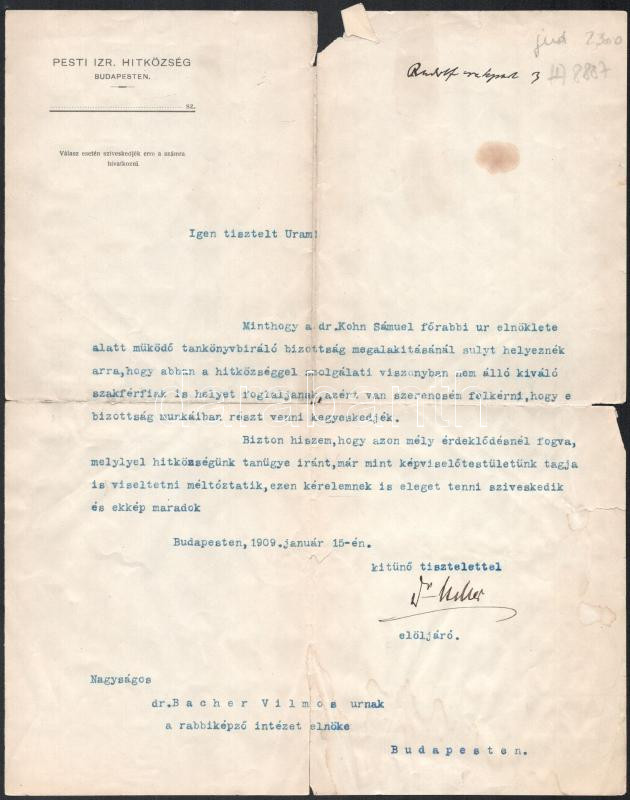 PESTI IZR. HITKÖZSÉG
BUDAPESTEN.
SZ.
Válasz esetén sziveskedjék erre a számra
hivatkozni.
jud 2300
Rudolf rakpart 3
8887
Igen tisztelt Uram!
Minthogy a dr.Kohn Sámuel főrabbi ur elnöklete
alatt müködő tankönyvbiráló bizottság megalakitásánál sulyt helyeznék
arra,hogy abban a hitközséggel szolgálati viszonyban nem álló kiváló
szakférfiak is helyet foglaljanak,azért van szerencsém felkérni,hogy e
bizottság munkáiban részt venni kegyeskedjék.
Bizton hiszem,hogy azon mély érdeklődésnél fogva,
melylyel hitközségünk tanügye iránt,már mint képviselőtestületünk tagja
is viseltetni méltóztatik,ezen kérelemnek is eleget tenni sziveskedik
és ekkép maradok
Budapesten,1909.január 15-én.
kitünő tisztelettel
Dr
elöljáró.
Nagyságos
dr.Bacher Vilmos urnak
a rabbiképző intézet elnöke
Budapesten.